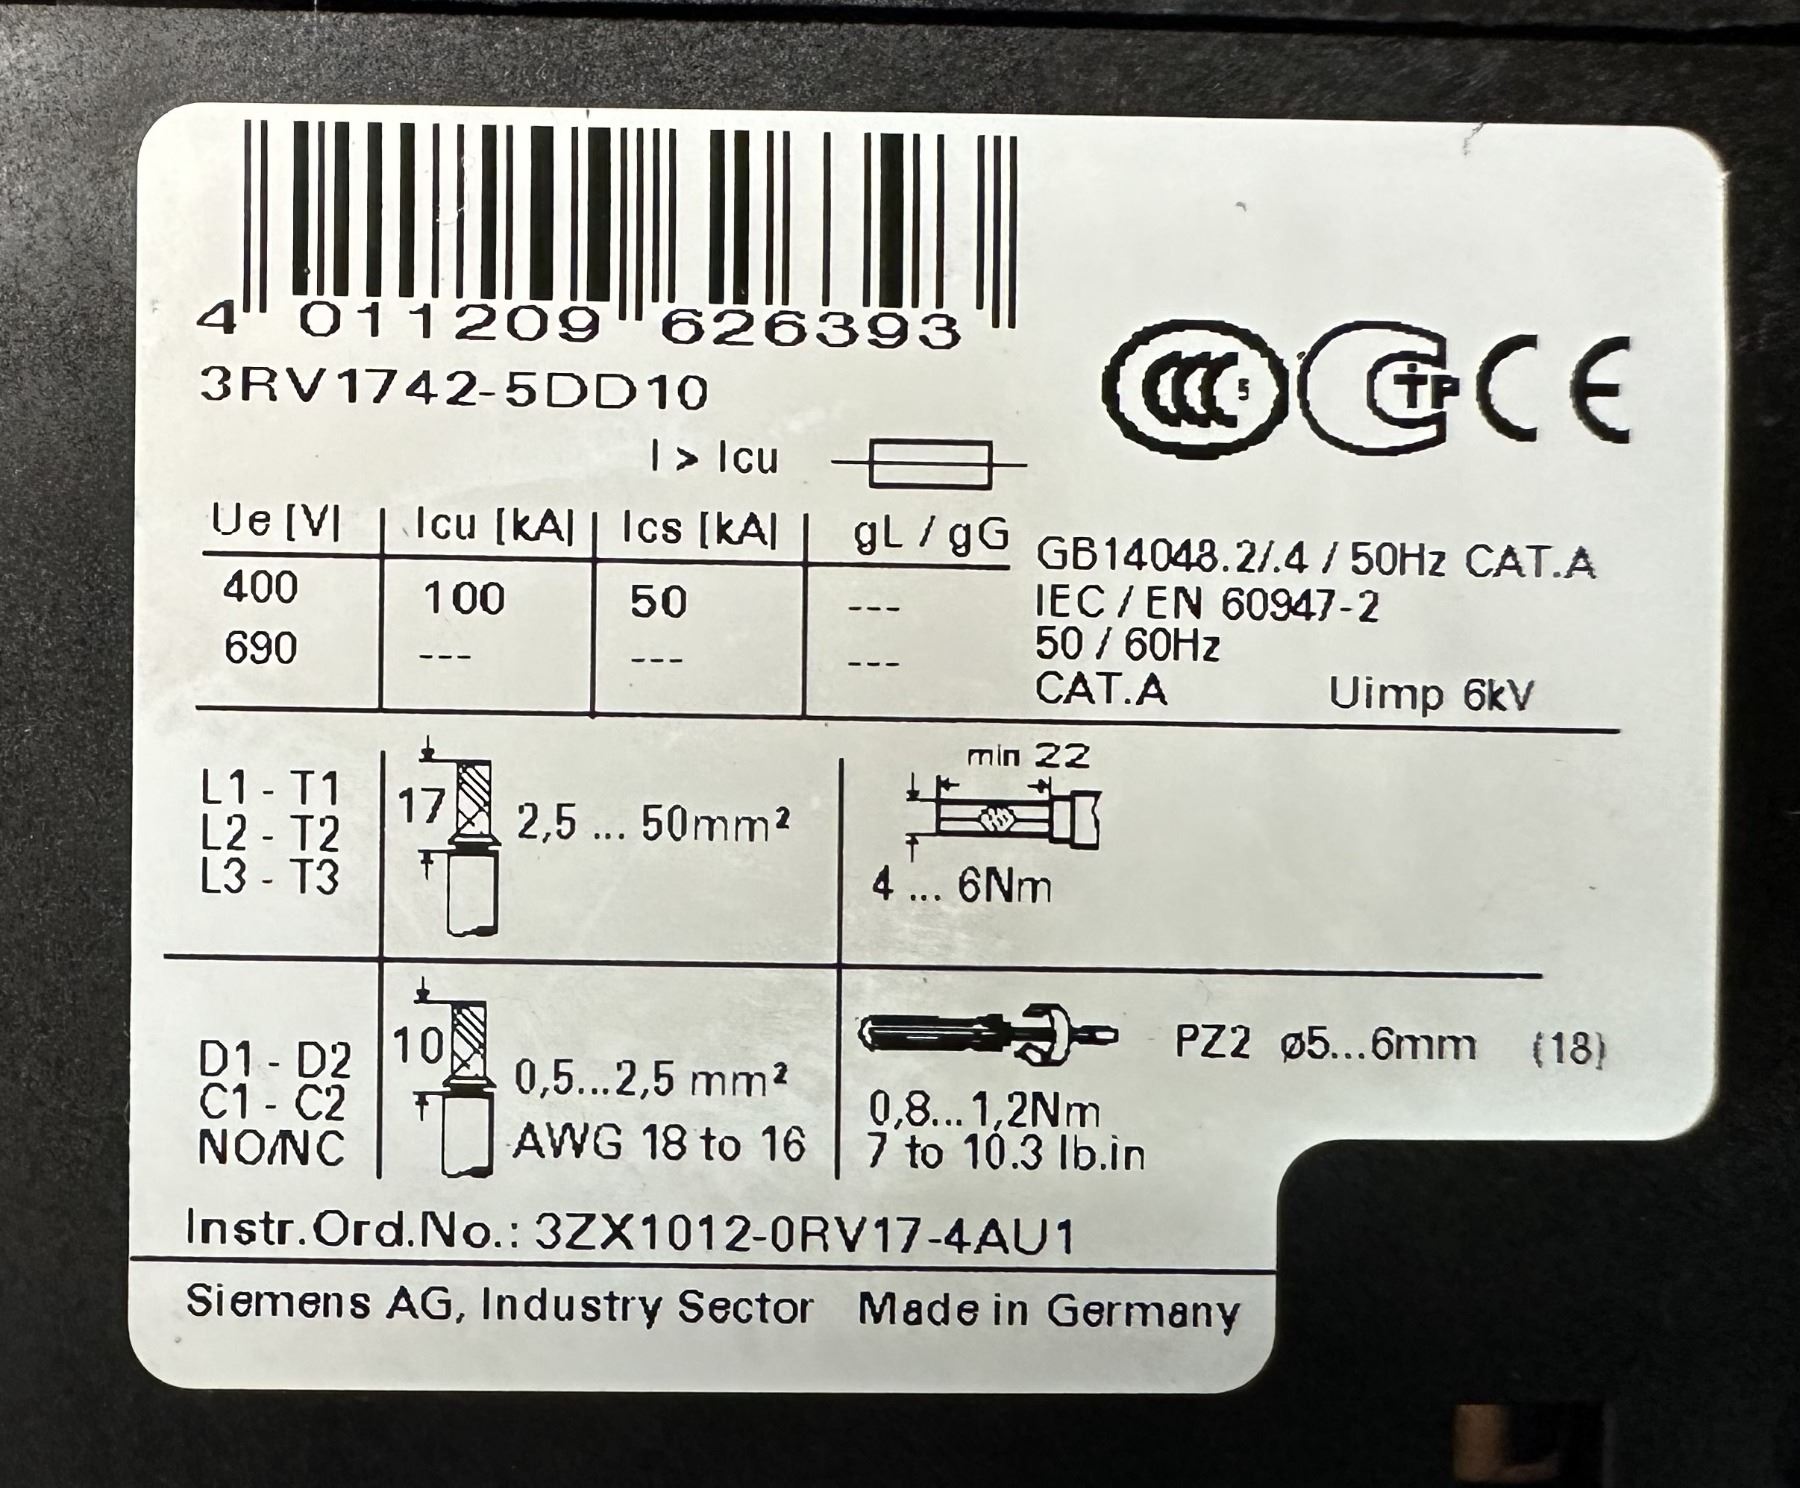 4 011209 626393
3RV1742-5DD10
CCC S CTP CE
I > Icu
Ue [V] Icu [kA] Ics [kA] gL / gG
400 100 50 ---
690 --- --- ---
GB14048.2/.4 / 50Hz CAT.A
IEC / EN 60947-2
50 / 60Hz
CAT.A Uimp 6kV
L1 - T1
L2 - T2
L3 - T3
17 2,5 ... 50mm²
min 22
4 ... 6Nm
D1 - D2
C1 - C2
NO/NC
10 0,5...2,5 mm²
AWG 18 to 16
PZ2 ø5...6mm (18)
0,8...1,2Nm
7 to 10.3 lb.in
Instr.Ord.No.: 3ZX1012-0RV17-4AU1
Siemens AG, Industry Sector Made in Germany